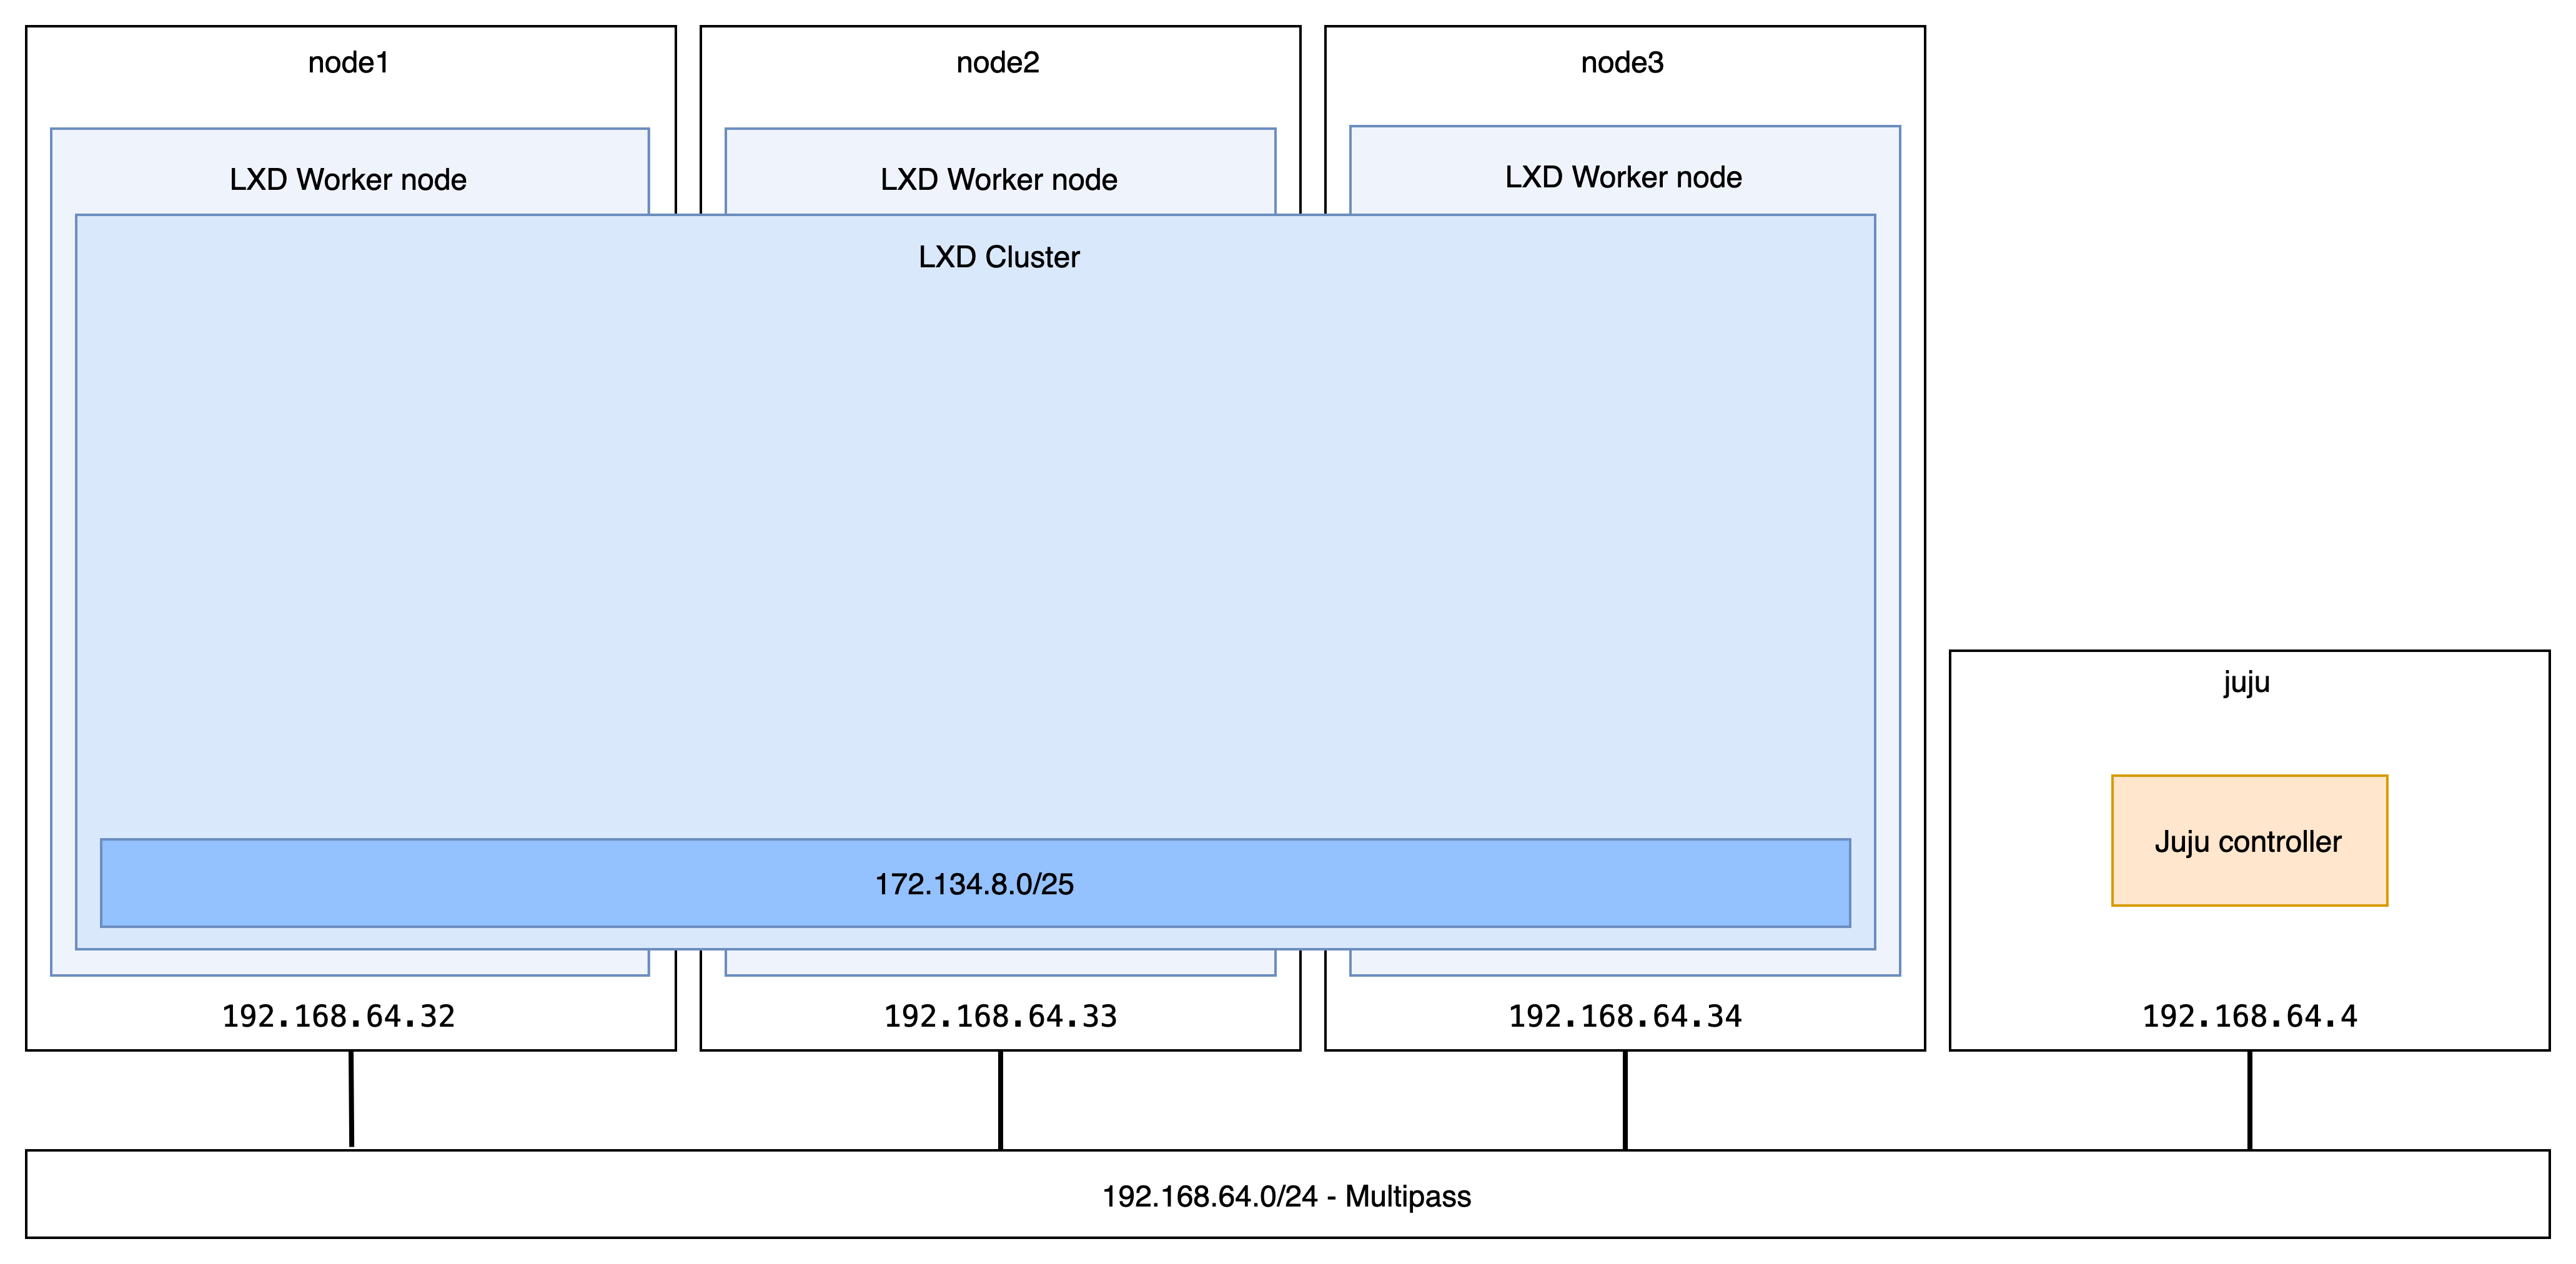 node1
node2
node3
LXD Worker node
LXD Worker node
LXD Worker node
LXD Cluster
juju
Juju controller
172.134.8.0/25
192.168.64.32
192.168.64.33
192.168.64.34
192.168.64.4
192.168.64.0/24 - Multipass